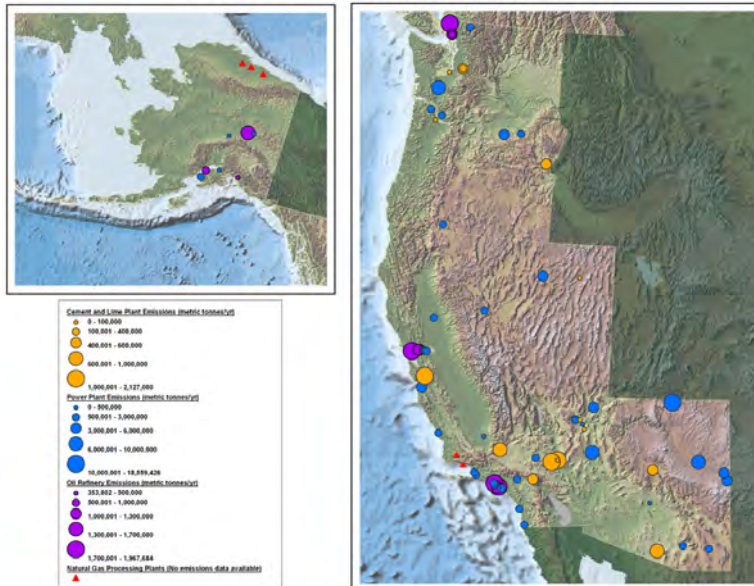 Cement and Lime Plant Emissions (metric tonnes/yr)
0 - 100,000
100,001 - 400,000
400,001 - 600,000
600,001 - 1,000,000
1,000,001 - 2,127,000
Power Plant Emissions (metric tonnes/yr)
0 - 500,000
500,001 - 3,000,000
3,000,001 - 6,000,000
6,000,001 - 10,000,000
10,000,001 - 18,559,426
Oil Refinery Emissions (metric tonnes/yr)
353,802 - 500,000
500,001 - 1,000,000
1,000,001 - 1,300,000
1,300,001 - 1,700,000
1,700,001 - 1,967,684
Natural Gas Processing Plants (No emissions data available)